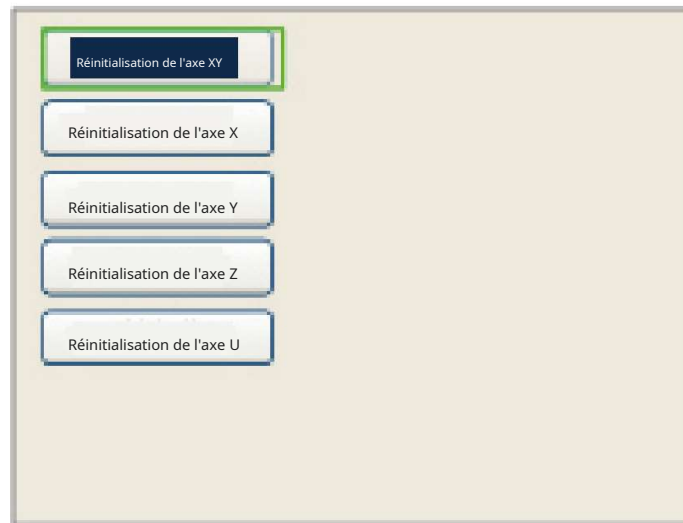 Réinitialisation de l'axe XY
Réinitialisation de l'axe X
Réinitialisation de l'axe Y
Réinitialisation de l'axe Z
Réinitialisation de l'axe U